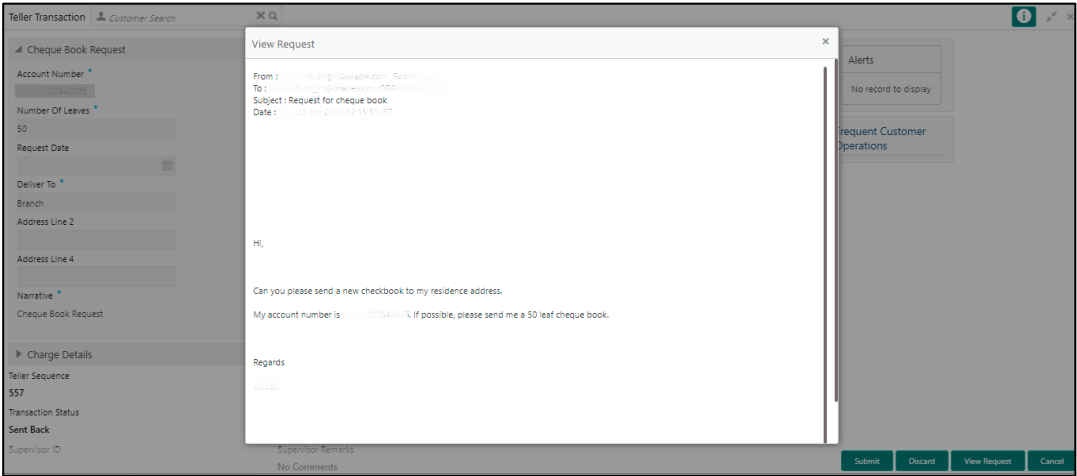 Teller Transaction
Customer Search
Cheque Book Request
Account Number *
Number Of Leaves *
50
Request Date
Deliver To *
Branch
Address Line 2
Address Line 4
Narrative *
Cheque Book Request
Charge Details
Teller Sequence
557
Transaction Status
Sent Back
Supervisor ID
Supervisor Remarks
No Comments
View Request
From :
To :
Subject : Request for cheque book
Date :
Hi,
Can you please send a new checkbook to my residence address.
My account number is . If possible, please send me a 50 leaf cheque book.
Regards
Alerts
No record to display
Frequent Customer
Operations
Submit
Discard
View Request
Cancel